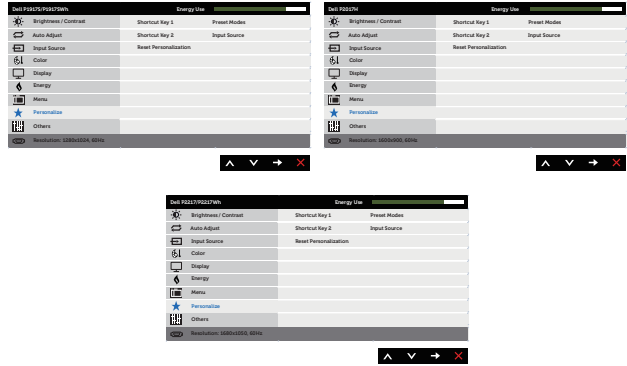 Dell P1917S/P1917SWh Energy Use
Brightness / Contrast Shortcut Key 1 Preset Modes
Auto Adjust Shortcut Key 2 Input Source
Input Source Reset Personalization
Color
Display
Energy
Menu
Personalize
Others
Resolution: 1280x1024, 60Hz
Dell P2017H Energy Use
Brightness / Contrast Shortcut Key 1 Preset Modes
Auto Adjust Shortcut Key 2 Input Source
Input Source Reset Personalization
Color
Display
Energy
Menu
Personalize
Others
Resolution: 1600x900, 60Hz
Dell P2217/P2217Wh Energy Use
Brightness / Contrast Shortcut Key 1 Preset Modes
Auto Adjust Shortcut Key 2 Input Source
Input Source Reset Personalization
Color
Display
Energy
Menu
Personalize
Others
Resolution: 1680x1050, 60Hz